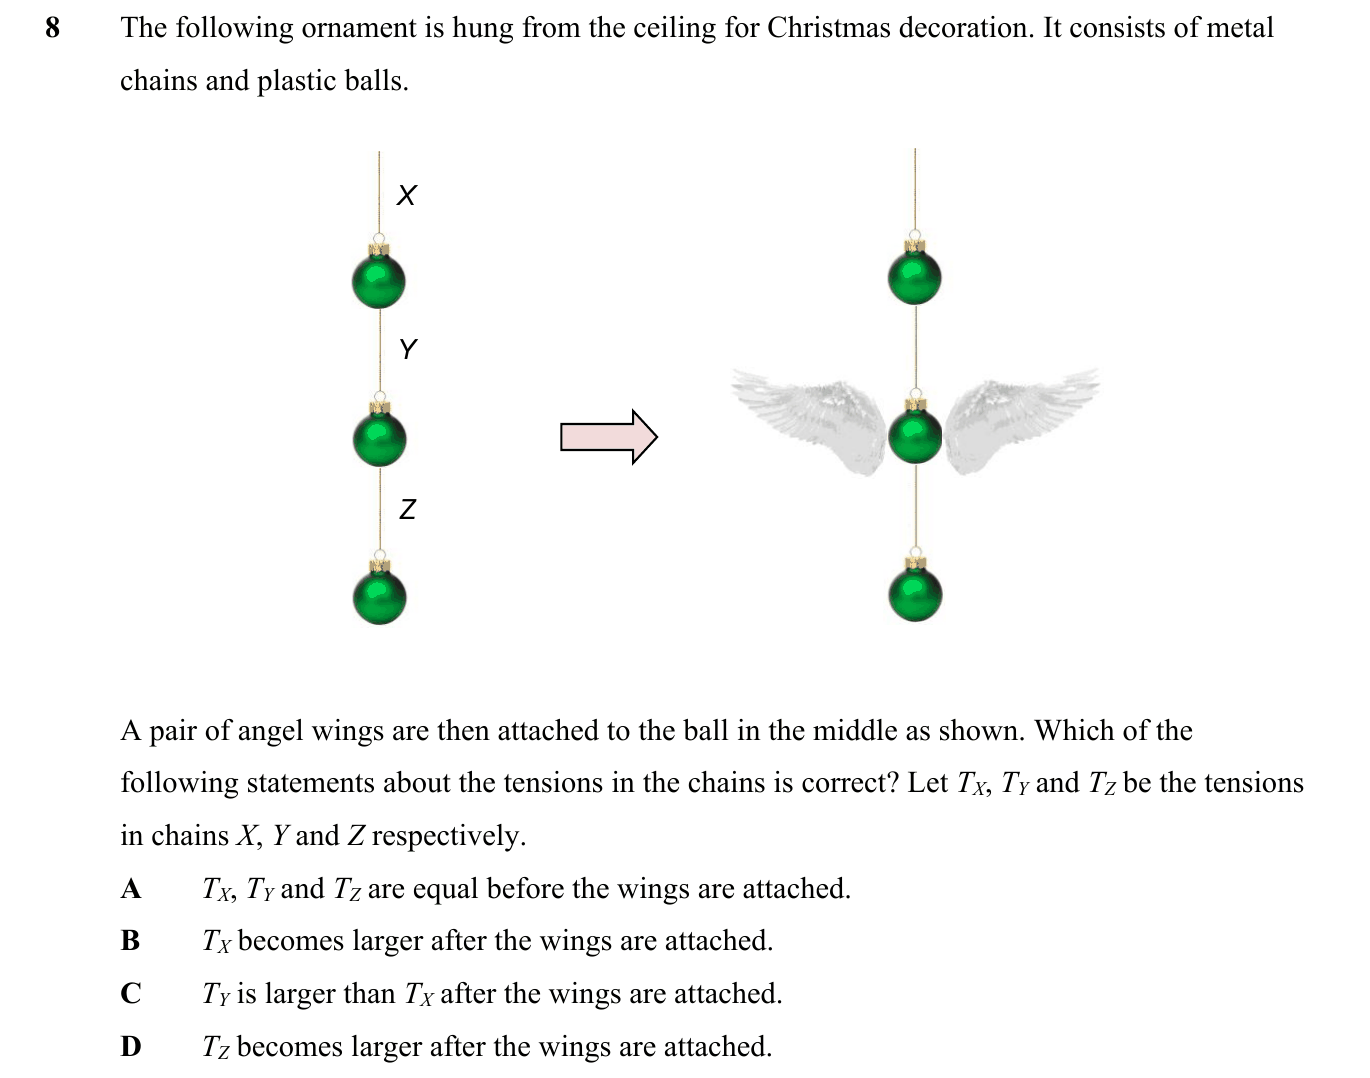 8 The following ornament is hung from the ceiling for Christmas decoration. It consists of metal
chains and plastic balls.
X
Y
Z
A pair of angel wings are then attached to the ball in the middle as shown. Which of the
following statements about the tensions in the chains is correct? Let TX, TY and TZ be the tensions
in chains X, Y and Z respectively.
A TX, TY and TZ are equal before the wings are attached.
B TX becomes larger after the wings are attached.
C TY is larger than TX after the wings are attached.
D TZ becomes larger after the wings are attached.